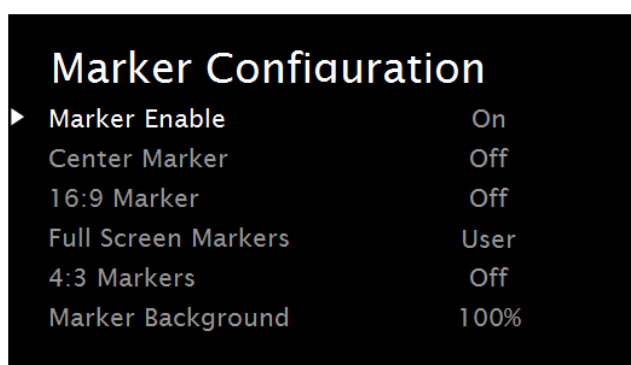 Marker Configuration
Marker Enable On
Center Marker Off
16:9 Marker Off
Full Screen Markers User
4:3 Markers Off
Marker Background 100%